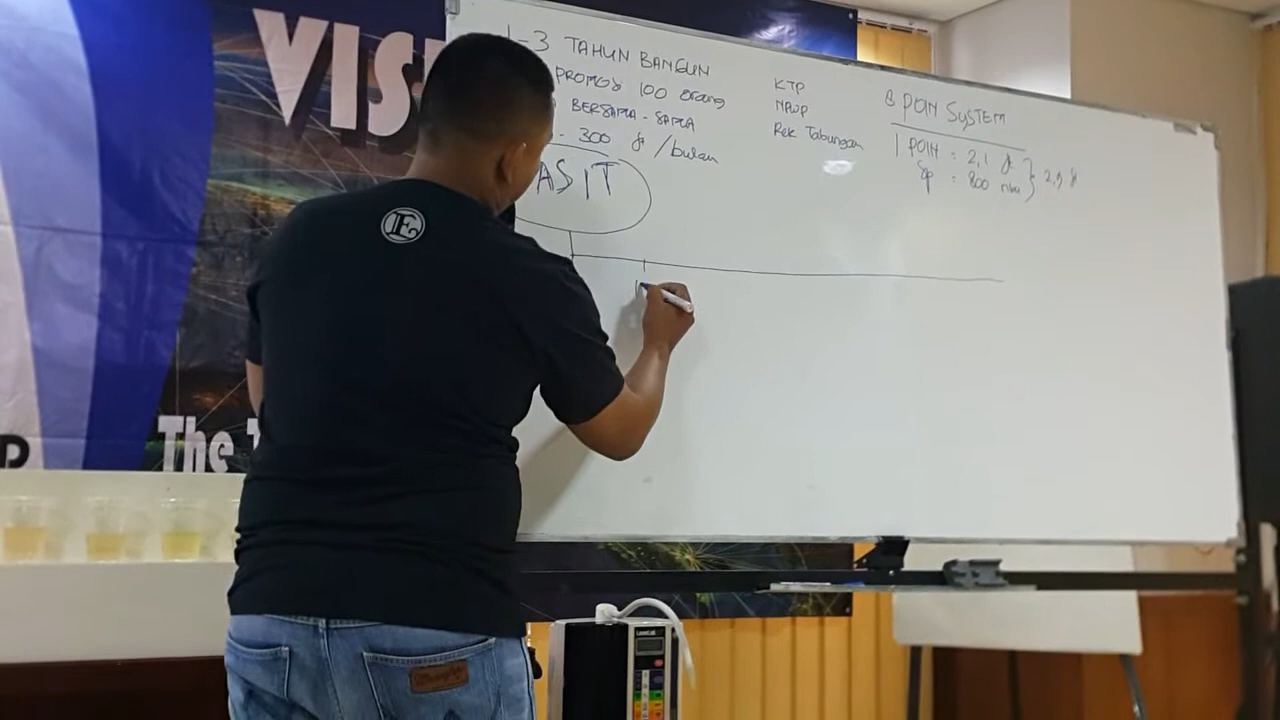 VIS
The
1-3 TAHUN BANGUN
PROMOSI 100 orang
BERSAMA - SAMA
- 300 jt /bulan
ASIT
KTP
NPWP
Rek Tabungan
8 POIN SYSTEM
1 POIN = 2,1 jt
= 800 ribu } 2,9 jt
E